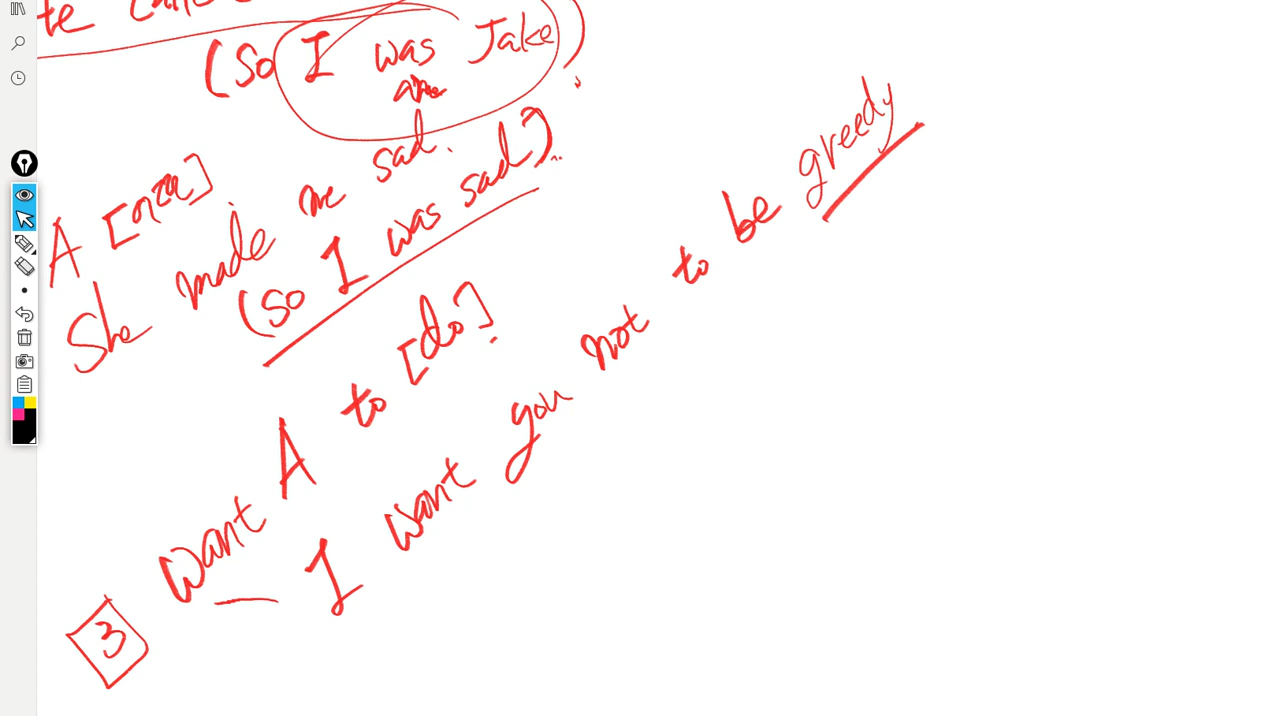 (So I was Jake)
are
A [
She made me sad.
(So I was sad).
3 Want A to [do].
– I want you not to be greedy